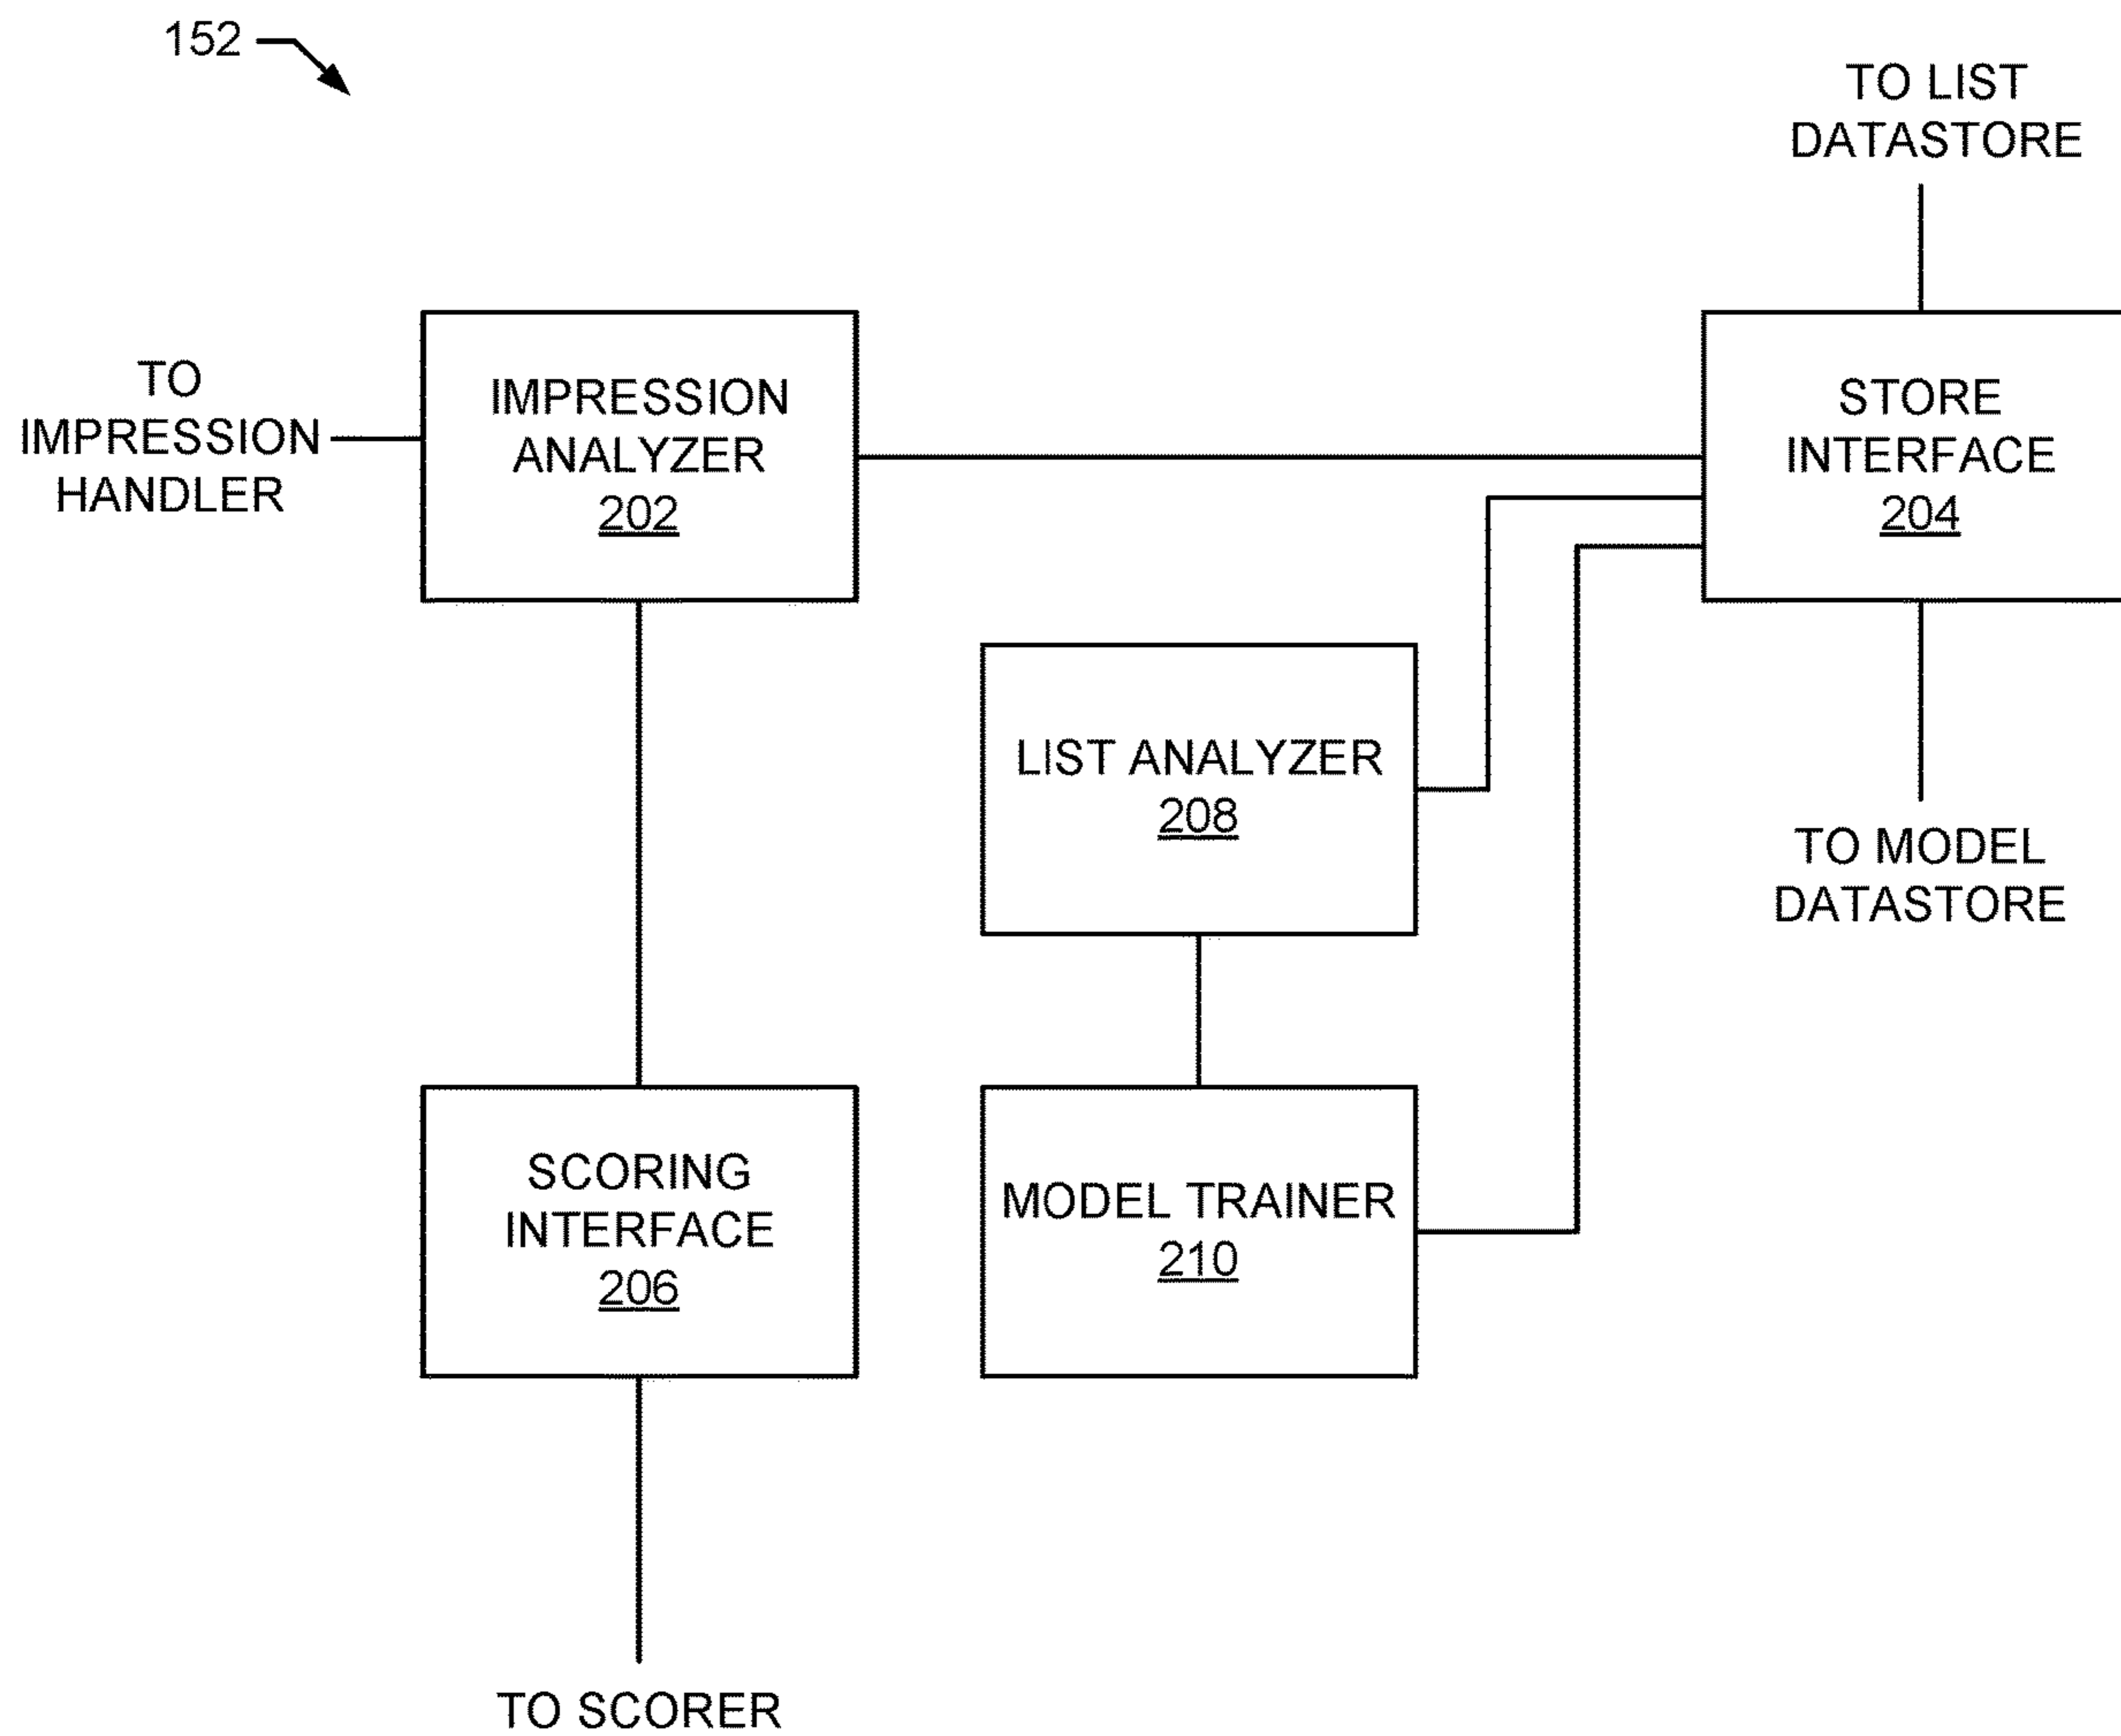 152
TO LIST
DATASTORE
TO
IMPRESSION
HANDLER
IMPRESSION
ANALYZER
202
STORE
INTERFACE
204
LIST ANALYZER
208
TO MODEL
DATASTORE
SCORING
INTERFACE
206
MODEL TRAINER
210
TO SCORER